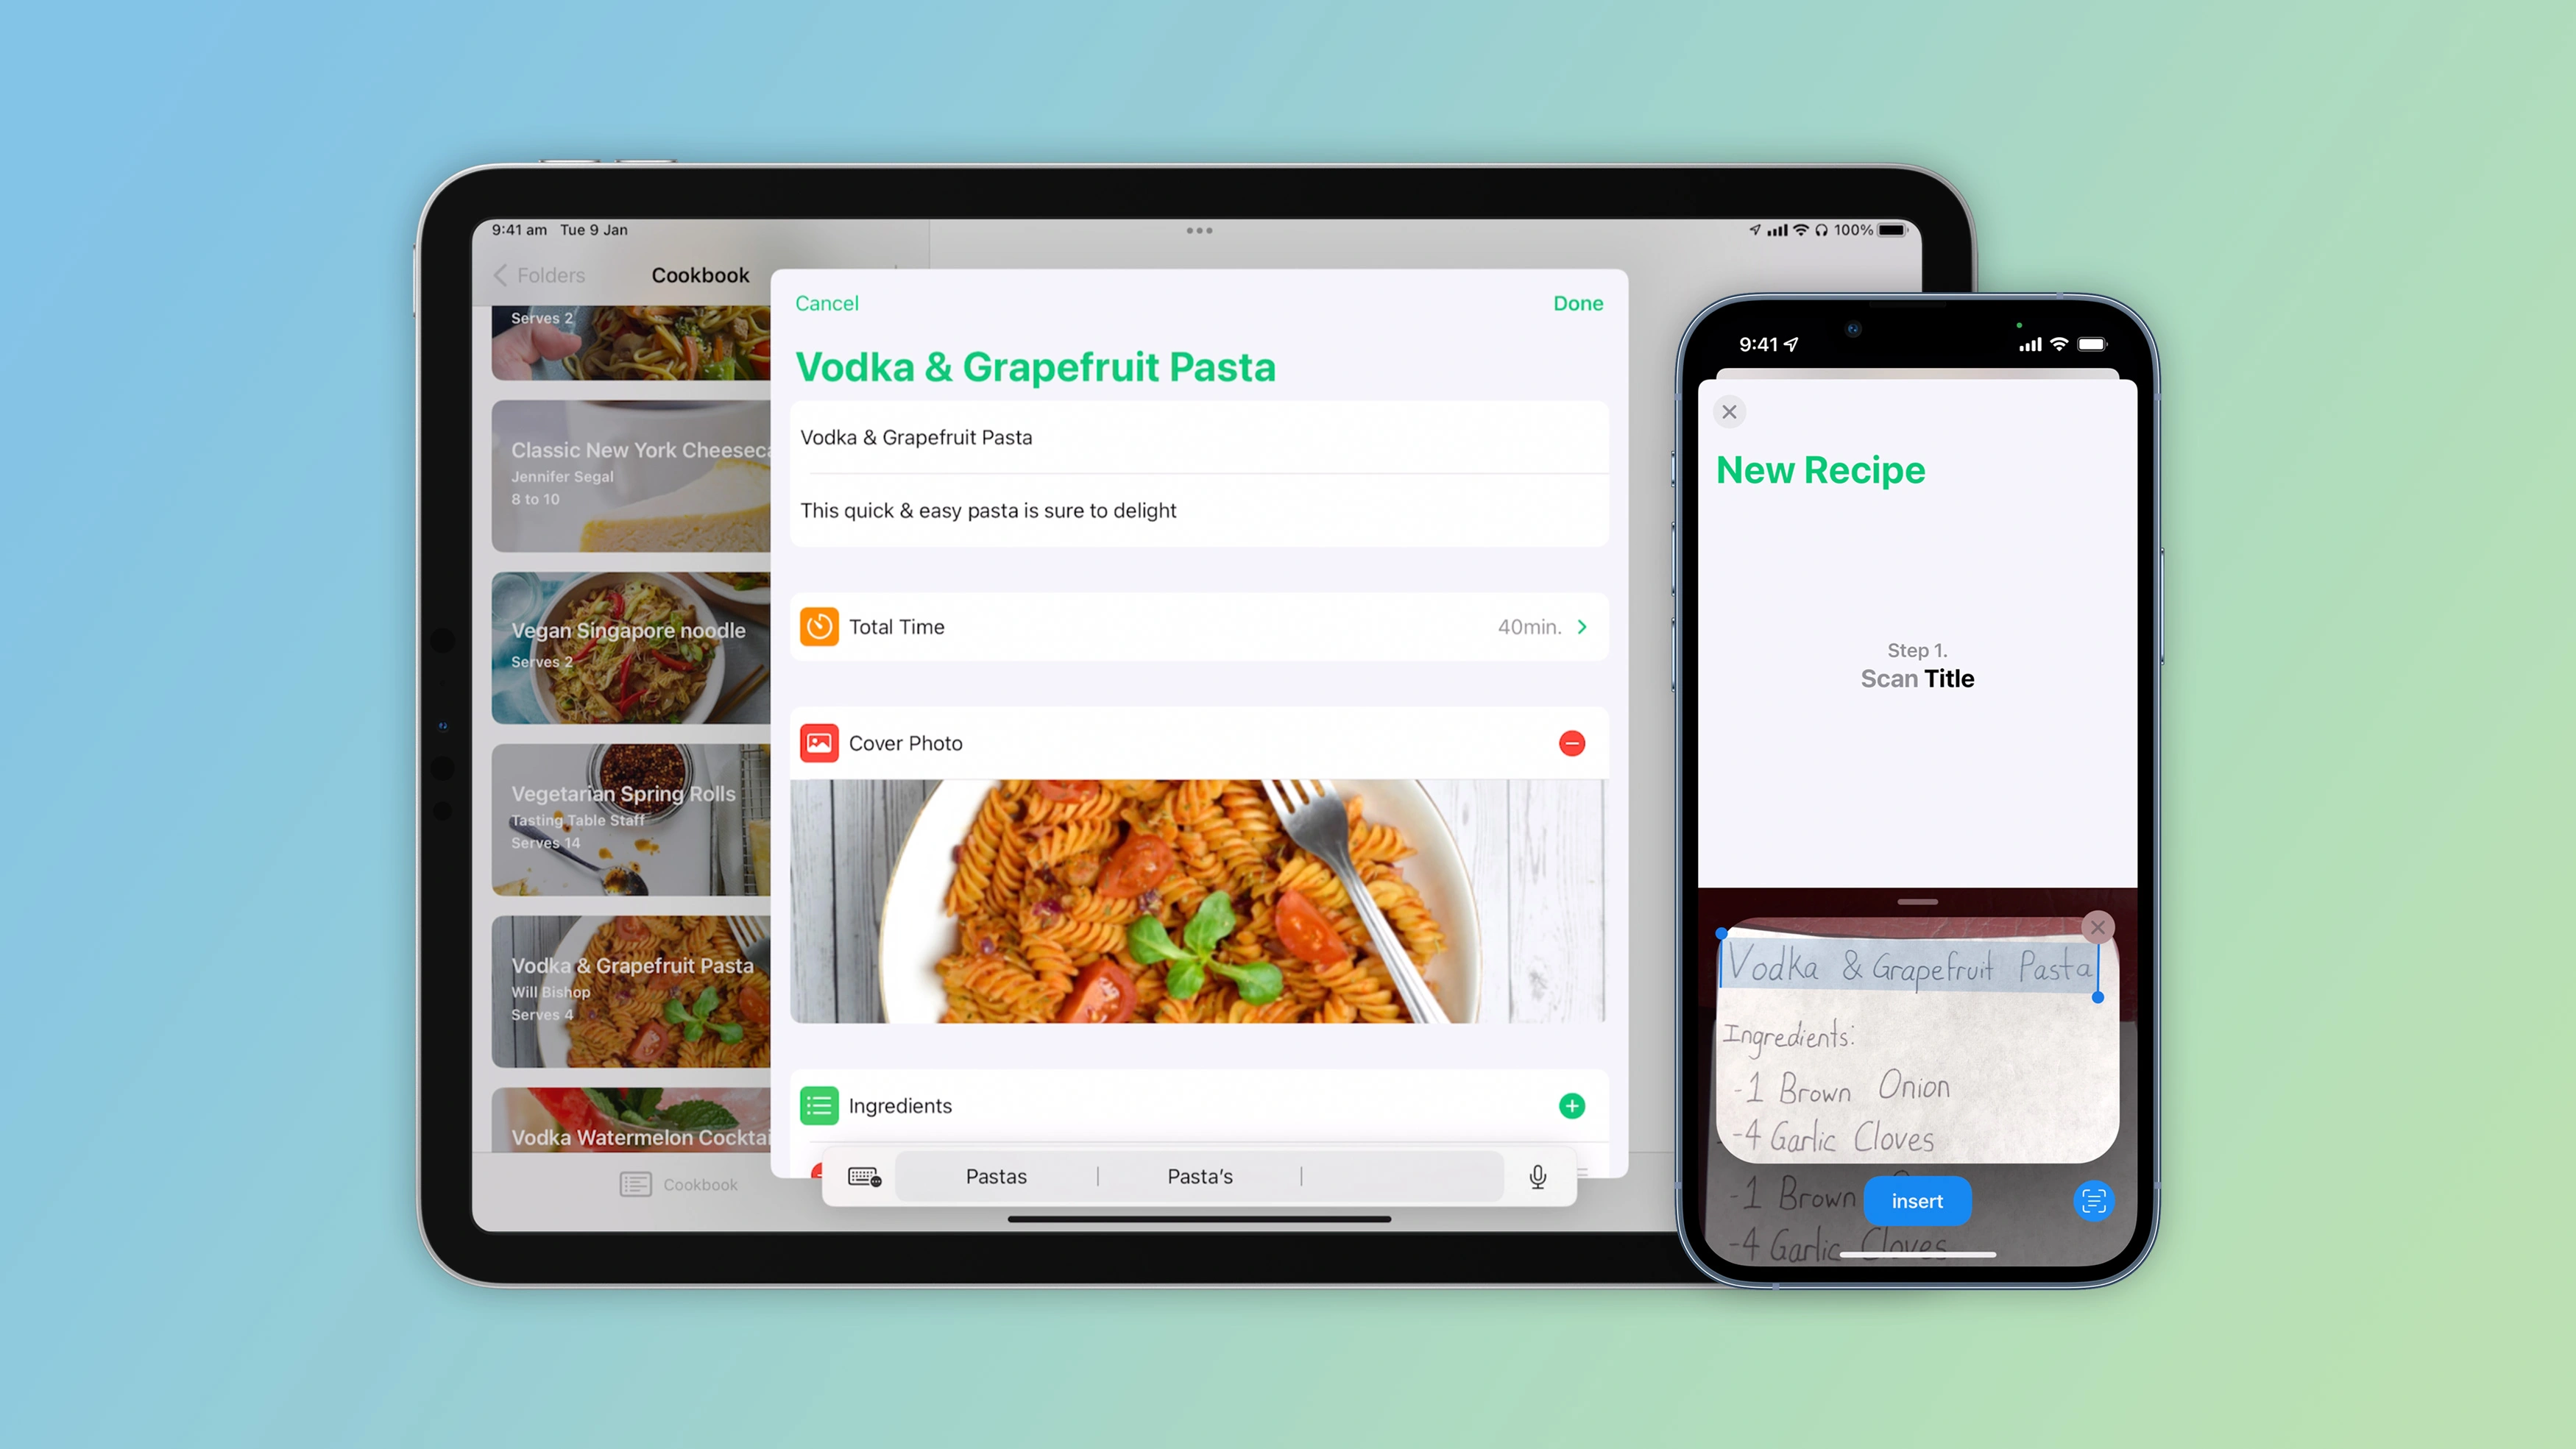 9:41 am Tue 9 Jan
100%
Folders
Cookbook
Serves 2
Classic New York Cheeseca
Jennifer Segal
8 to 10
Vegan Singapore noodle
Serves 2
Vegetarian Spring Rolls
Tasting Table Staff
Serves 14
Vodka & Grapefruit Pasta
Will Bishop
Serves 4
Vodka Watermelon Cocktai
Cookbook
Cancel
Done
Vodka & Grapefruit Pasta
Vodka & Grapefruit Pasta
This quick & easy pasta is sure to delight
Total Time
40min.
Cover Photo
Ingredients
Pastas
Pasta's
9:41
New Recipe
Step 1.
Scan Title
Vodka & Grapefruit Pasta
Ingredients:
-1 Brown Onion
-4 Garlic Cloves
-1 Brown
insert
-4 Garlic Cloves